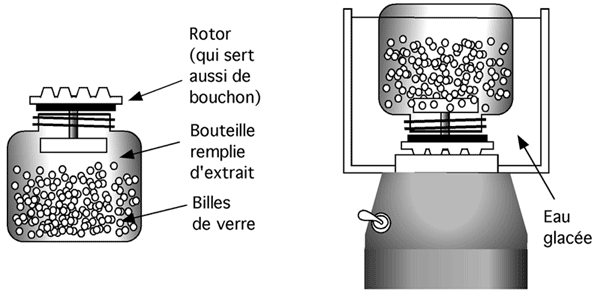 Rotor
(qui sert
aussi de
bouchon)
Bouteille
remplie
d'extrait
Billes
de verre
Eau
glacée